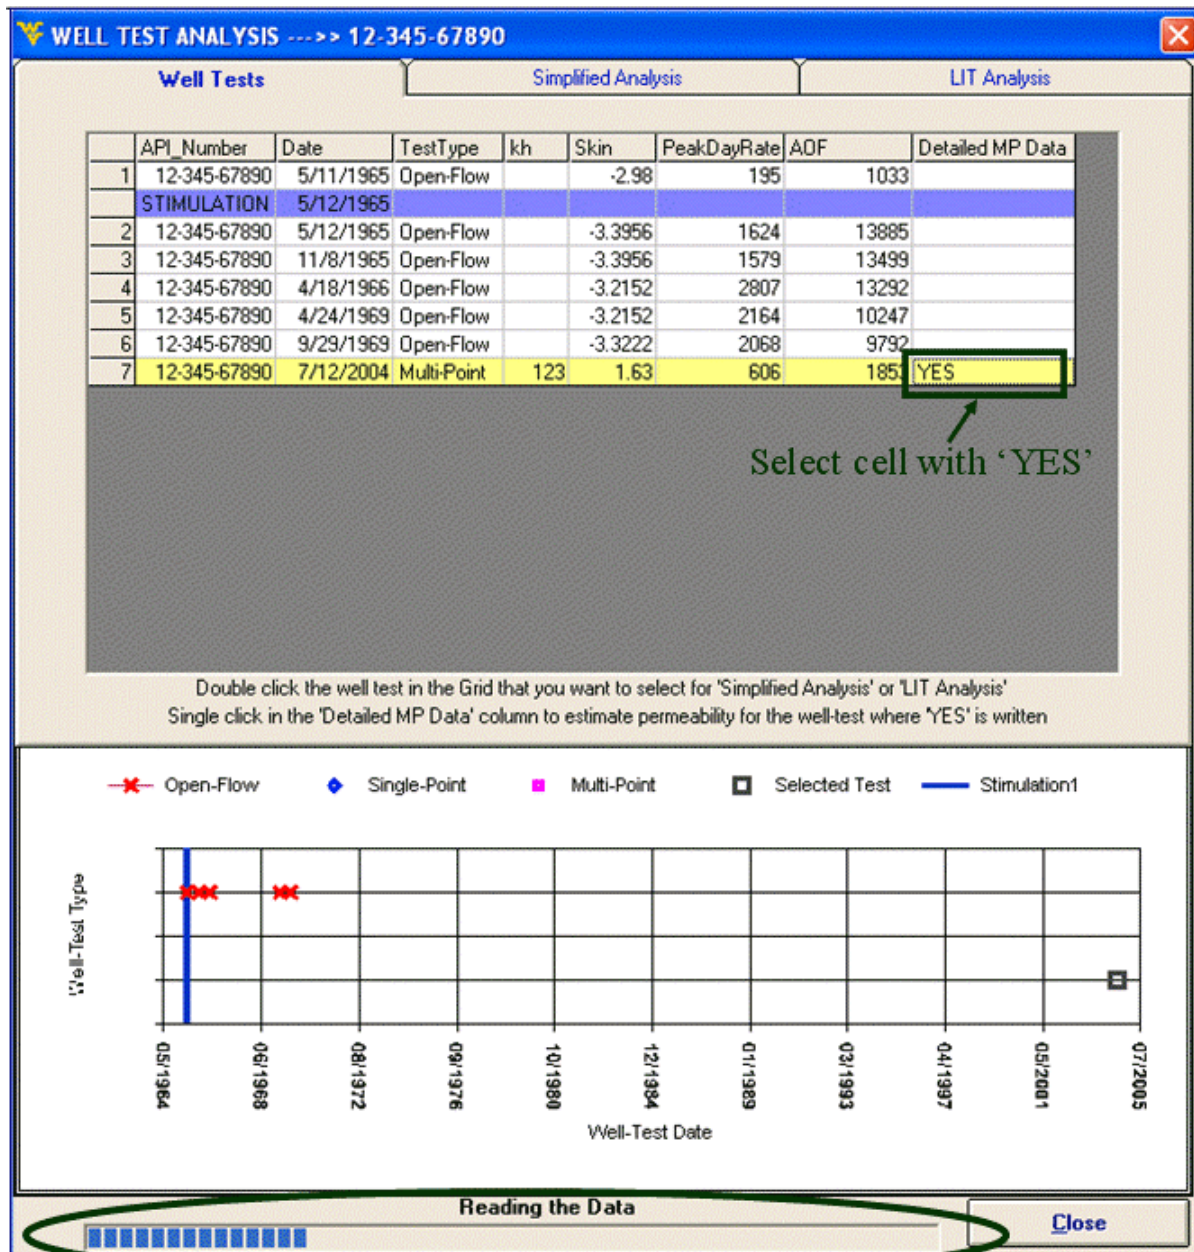 WELL TEST ANALYSIS --->> 12-345-67890
Well Tests Simplified Analysis LIT Analysis
API_Number Date TestType kh Skin PeakDayRate AOF Detailed MP Data
1 12-345-67890 5/11/1965 Open-Flow -2.98 195 1033
STIMULATION 5/12/1965
2 12-345-67890 5/12/1965 Open-Flow -3.3956 1624 13885
3 12-345-67890 11/8/1965 Open-Flow -3.3956 1579 13499
4 12-345-67890 4/18/1966 Open-Flow -3.2152 2807 13292
5 12-345-67890 4/24/1969 Open-Flow -3.2152 2164 10247
6 12-345-67890 9/29/1969 Open-Flow -3.3222 2068 9792
7 12-345-67890 7/12/2004 Multi-Point 123 1.63 606 1853 YES
Select cell with ‘YES’
Double click the well test in the Grid that you want to select for 'Simplified Analysis' or 'LIT Analysis'
Single click in the 'Detailed MP Data' column to estimate permeability for the well-test where 'YES' is written
Open-Flow Single-Point Multi-Point Selected Test Stimulation1
Well-Test Type
05/1964 06/1968 08/1972 09/1976 10/1980 12/1984 01/1989 03/1993 04/1997 05/2001 07/2005
Well-Test Date
Reading the Data
Close